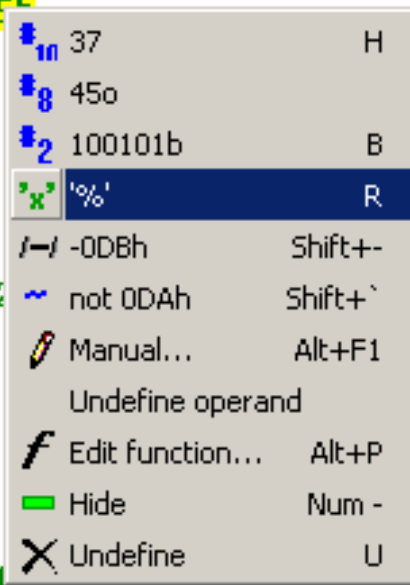 #10 37 H
#8 45o
#2 100101b B
'x' '%' R
/-/ -0DBh Shift+-
~ not 0DAh Shift+`
Manual... Alt+F1
Undefine operand
f Edit function... Alt+P
Hide Num -
Undefine U